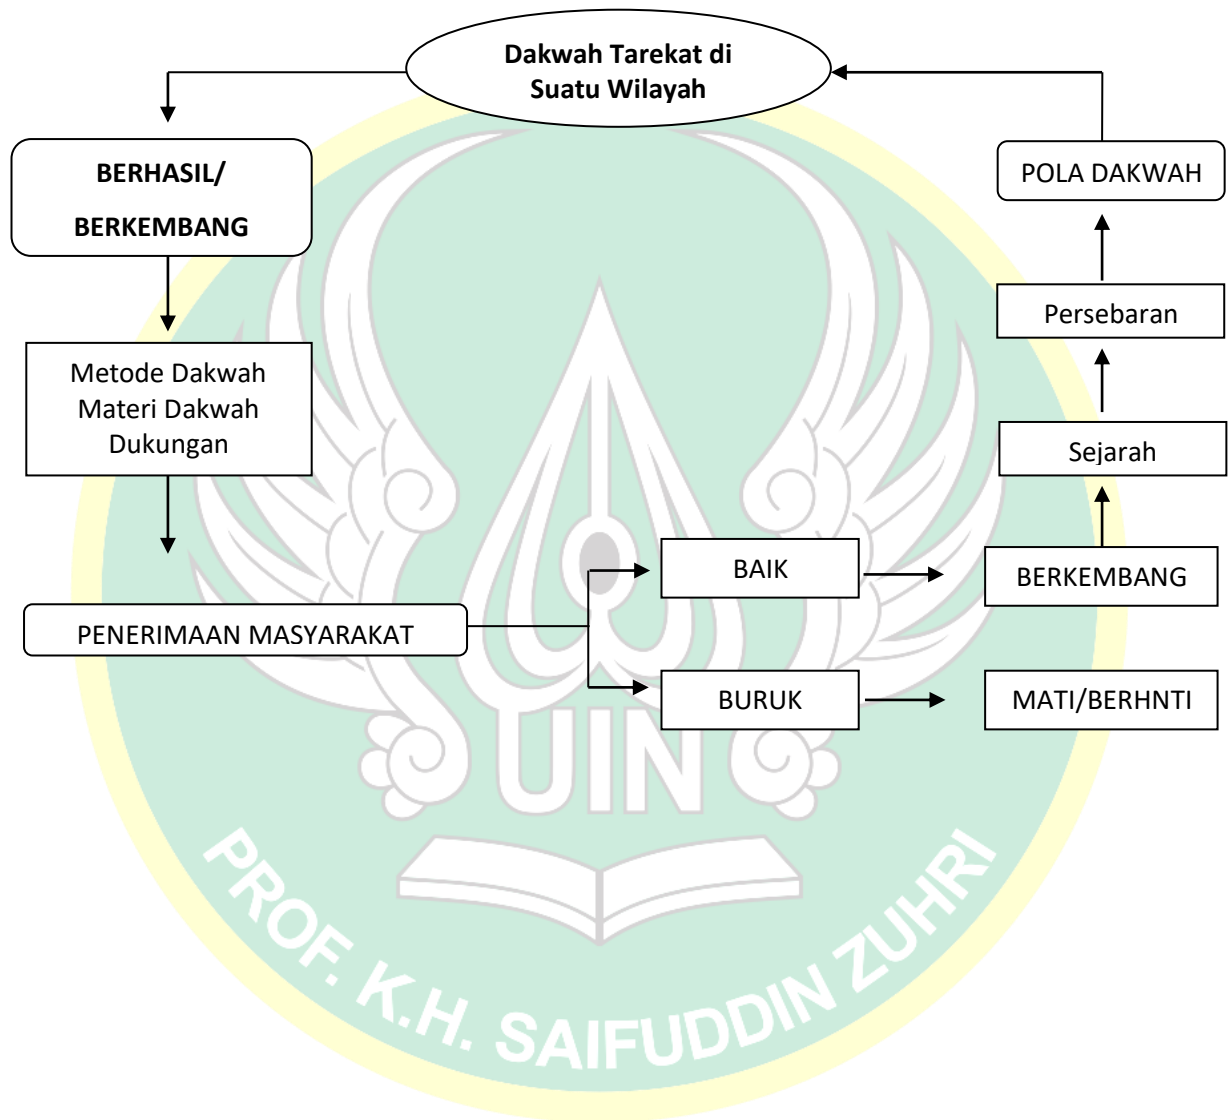 Dakwah Tarekat di
Suatu Wilayah
BERHASIL/
BERKEMBANG
POLA DAKWAH
Persebaran
Metode Dakwah
Materi Dakwah
Dukungan
Sejarah
BAIK
BERKEMBANG
PENERIMAAN MASYARAKAT
BURUK
MATI/BERHNTI
UIN
PROF. K.H. SAIFUDDIN ZUHRI